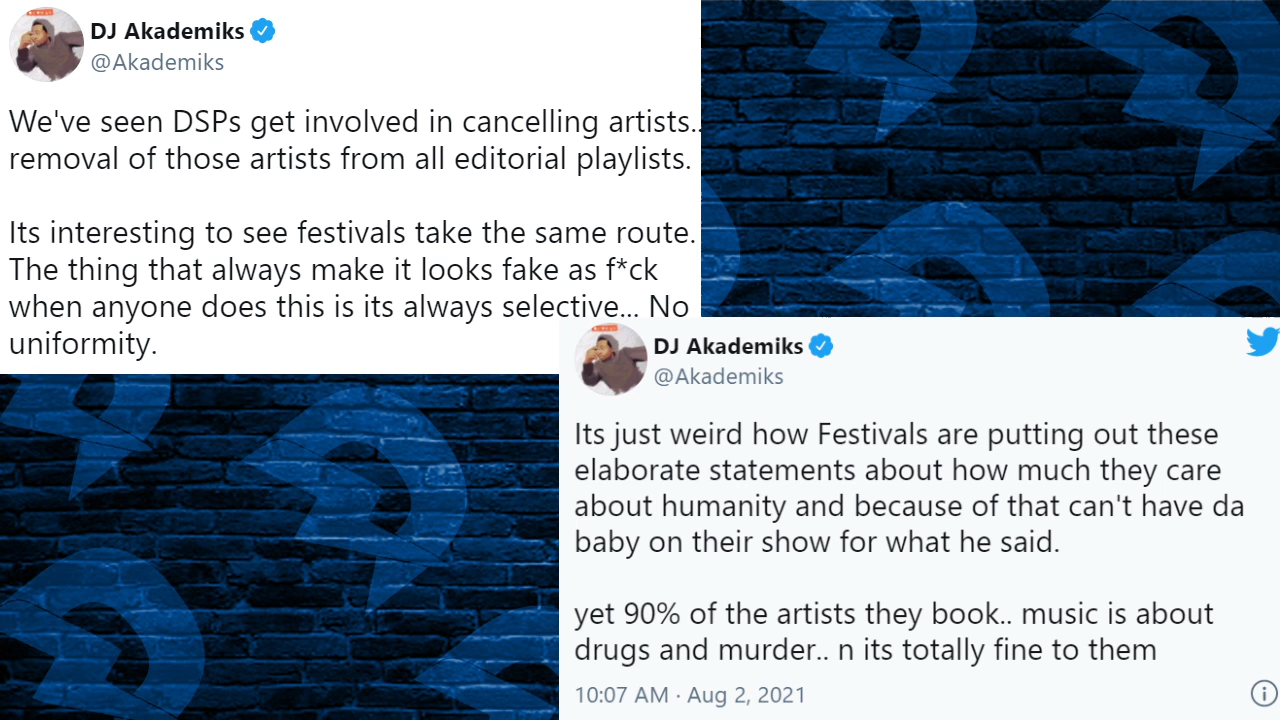 DJ Akademiks
@Akademiks
We've seen DSPs get involved in cancelling artists..
removal of those artists from all editorial playlists.
Its interesting to see festivals take the same route.
The thing that always make it looks fake as f*ck
when anyone does this is its always selective... No
uniformity.
DJ Akademiks
@Akademiks
Its just weird how Festivals are putting out these
elaborate statements about how much they care
about humanity and because of that can't have da
baby on their show for what he said.
yet 90% of the artists they book.. music is about
drugs and murder.. n its totally fine to them
10:07 AM · Aug 2, 2021